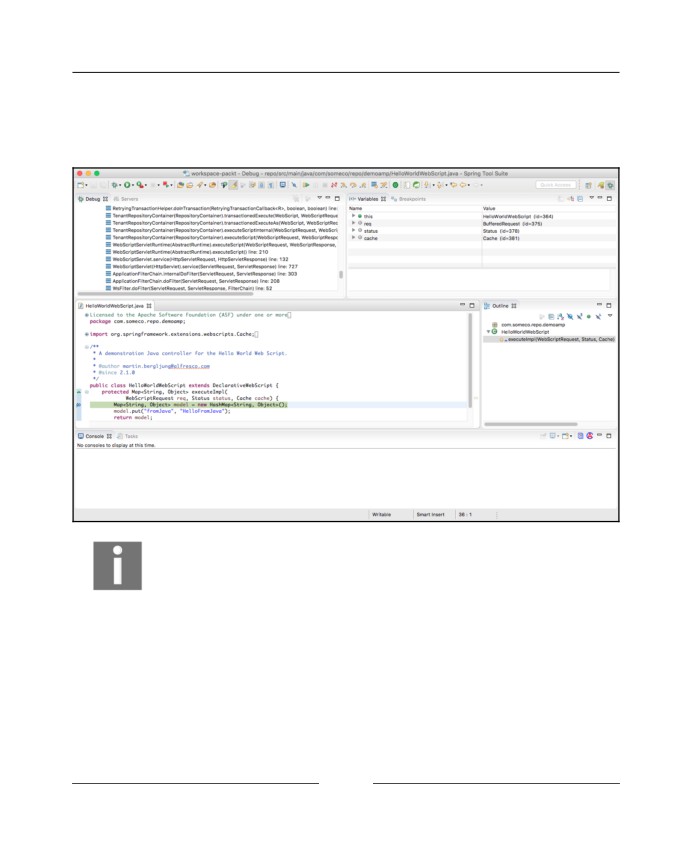 workspace-packt - Debug - repo/src/main/java/com/someco/repo/demoamp/HelloWorldWebScript.java - Spring Tool Suite
Quick Access
Debug
Servers
RetryingTransactionHelper.doInTransaction(RetryingTransactionCallback<R>, boolean, boolean) line:
TenantRepositoryContainer(RepositoryContainer).transactionedExecute(WebScript, WebScriptReque
TenantRepositoryContainer(RepositoryContainer).transactionedExecuteAs(WebScript, WebScriptReq
TenantRepositoryContainer(RepositoryContainer).executeScriptInternal(WebScriptRequest, WebScri
TenantRepositoryContainer(RepositoryContainer).executeScript(WebScriptRequest, WebScriptRespo
WebScriptServletRuntime(AbstractRuntime).executeScript(WebScriptRequest, WebScriptResponse,
WebScriptServletRuntime(AbstractRuntime).executeScript() line: 210
WebScriptServlet.service(HttpServletRequest, HttpServletResponse) line: 132
WebScriptServlet(HttpServlet).service(ServletRequest, ServletResponse) line: 727
ApplicationFilterChain.internalDoFilter(ServletRequest, ServletResponse) line: 303
ApplicationFilterChain.doFilter(ServletRequest, ServletResponse) line: 208
WsFilter.doFilter(ServletRequest, ServletResponse, FilterChain) line: 52
(x)= Variables
Breakpoints
Name Value
this HelloWorldWebScript (id=364)
req BufferedRequest (id=375)
status Status (id=378)
cache Cache (id=381)
HelloWorldWebScript.java
Licensed to the Apache Software Foundation (ASF) under one or more
package com.someco.repo.demoamp;
import org.springframework.extensions.webscripts.Cache;
/**
* A demonstration Java controller for the Hello World Web Script.
*
* @author martin.bergljung@alfresco.com
* @since 2.1.0
*/
public class HelloWorldWebScript extends DeclarativeWebScript {
protected Map<String, Object> executeImpl(
WebScriptRequest req, Status status, Cache cache) {
Map<String, Object> model = new HashMap<String, Object>();
model.put("fromJava", "HelloFromJava");
return model;
Outline
com.someco.repo.demoamp
HelloWorldWebScript
executeImpl(WebScriptRequest, Status, Cache)
Console
Tasks
No consoles to display at this time.
Writable
Smart Insert
38 : 1